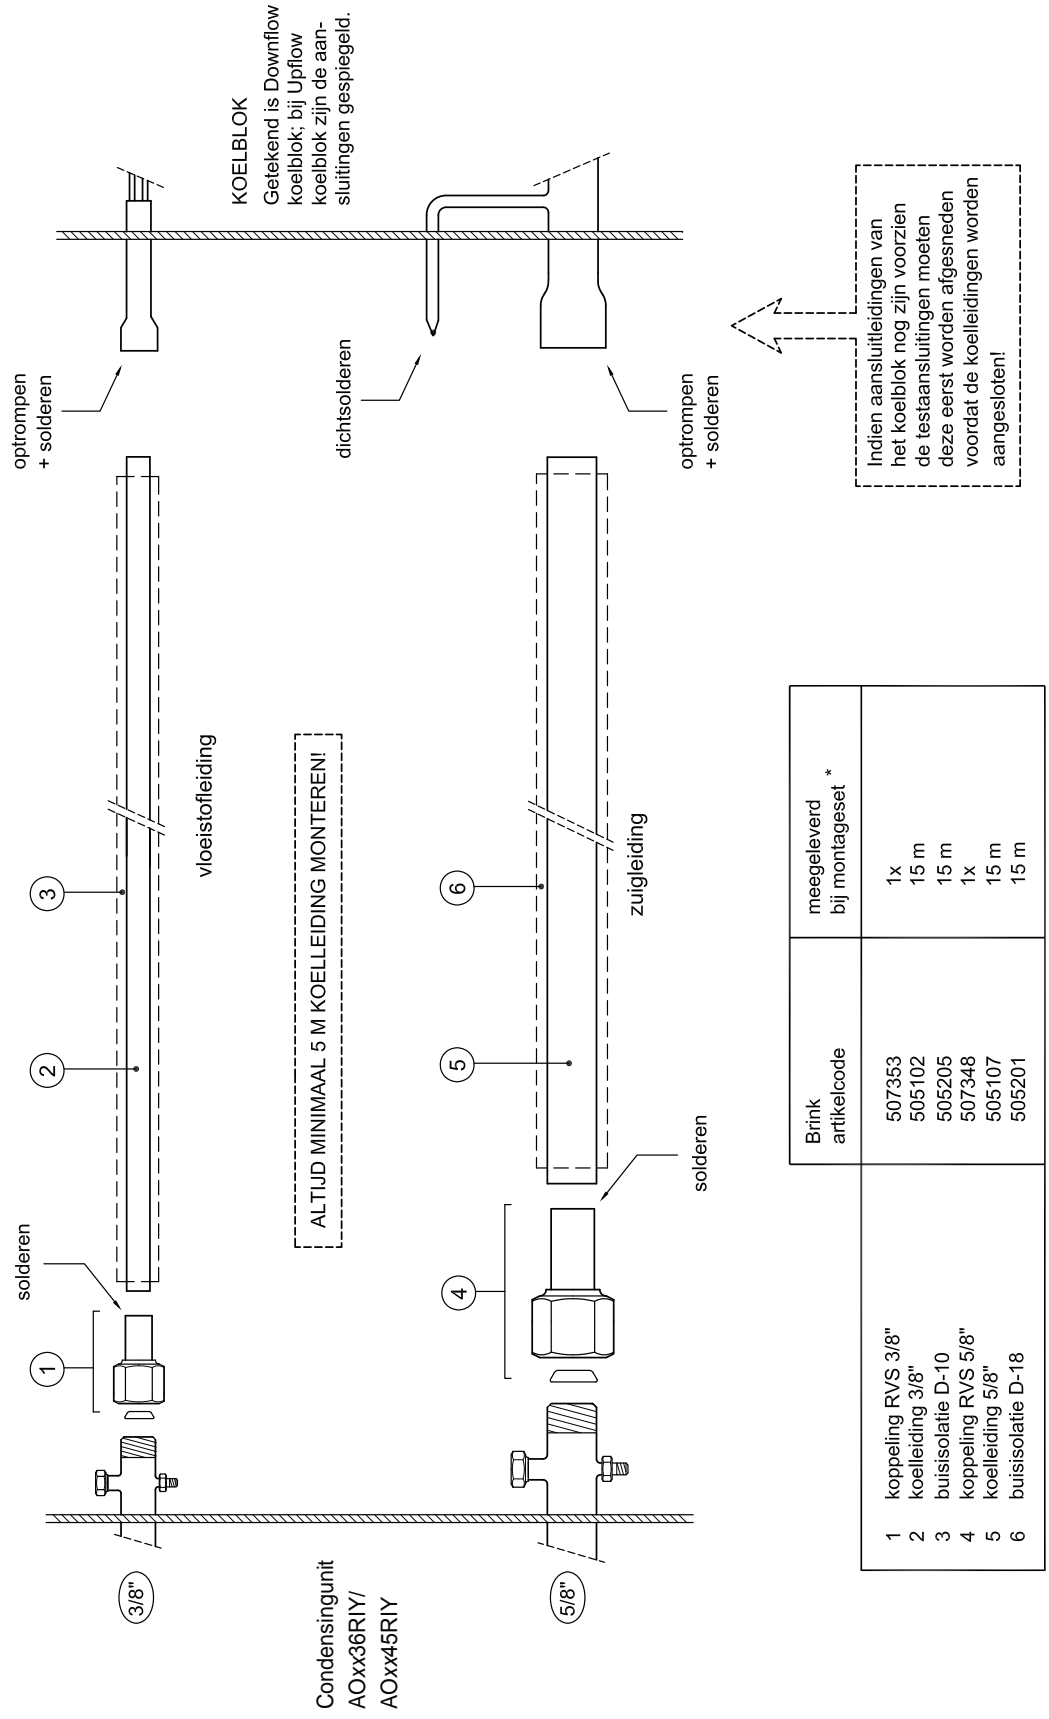 Condensingunit
AOxx36RIY/
AOxx45RIY
3/8"
5/8"
1
solderen
2
3
vloeistofleiding
optrompen
+ solderen
ALTIJD MINIMAAL 5 M KOELLEIDING MONTEREN!
KOELBLOK
Getekend is Downflow
koelblok; bij Upflow
koelblok zijn de aan-
sluitingen gespiegeld.
dichtsolderen
4
solderen
5
6
zuigleiding
optrompen
+ solderen
Indien aansluitleidingen van
het koelblok nog zijn voorzien
de testaansluitingen moeten
deze eerst worden afgesneden
voordat de koelleidingen worden
aangesloten!
Brink
artikelcode
meegeleverd
bij montageset *
1 koppeling RVS 3/8" 507353 1x
2 koelleiding 3/8" 505102 15 m
3 buisisolatie D-10 505205 15 m
4 koppeling RVS 5/8" 507348 1x
5 koelleiding 5/8" 505107 15 m
6 buisisolatie D-18 505201 15 m